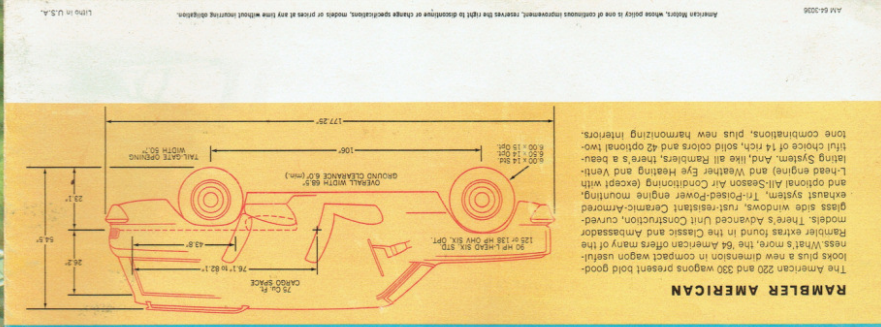 RAMBLER AMERICAN
The American 220 and 330 wagons present bold good-
looks plus a new dimension in compact wagon useful-
ness. What's more, the '64 American offers many of the
Rambler extras found in the Classic and Ambassador
models. There's Advanced Unit Construction, curved-
glass side windows, rust-resistant Ceramic-Armored
exhaust system, Tri-Poised-Power engine mounting,
and optional All-Season Air Conditioning (except with
L-head engine) and Weather Eye Heating and Venti-
lating System. And, like all Ramblers, there's a beau-
tiful choice of 14 rich, solid colors and 42 optional two-
tone combinations, plus new harmonizing interiors.
75 Cu. Ft.
CARGO SPACE
76.1" to 82.1"
43.8"
90 HP L-HEAD SIX, STD.
125 or 138 HP OHV SIX, OPT.
26.2"
54.5"
23.1"
OVERALL WIDTH 68.5"
GROUND CLEARANCE 6.0" (min.)
6.00 x 14 Std.
6.50 x 14 Opt.
6.00 x 15 Opt.
106"
TAIL-GATE OPENING
WIDTH 50.7"
177.25"
AM 64-3026
American Motors, whose policy is one of continuous improvement, reserves the right to discontinue or change specifications, models or prices at any time without incurring obligation.
Litho in U.S.A.